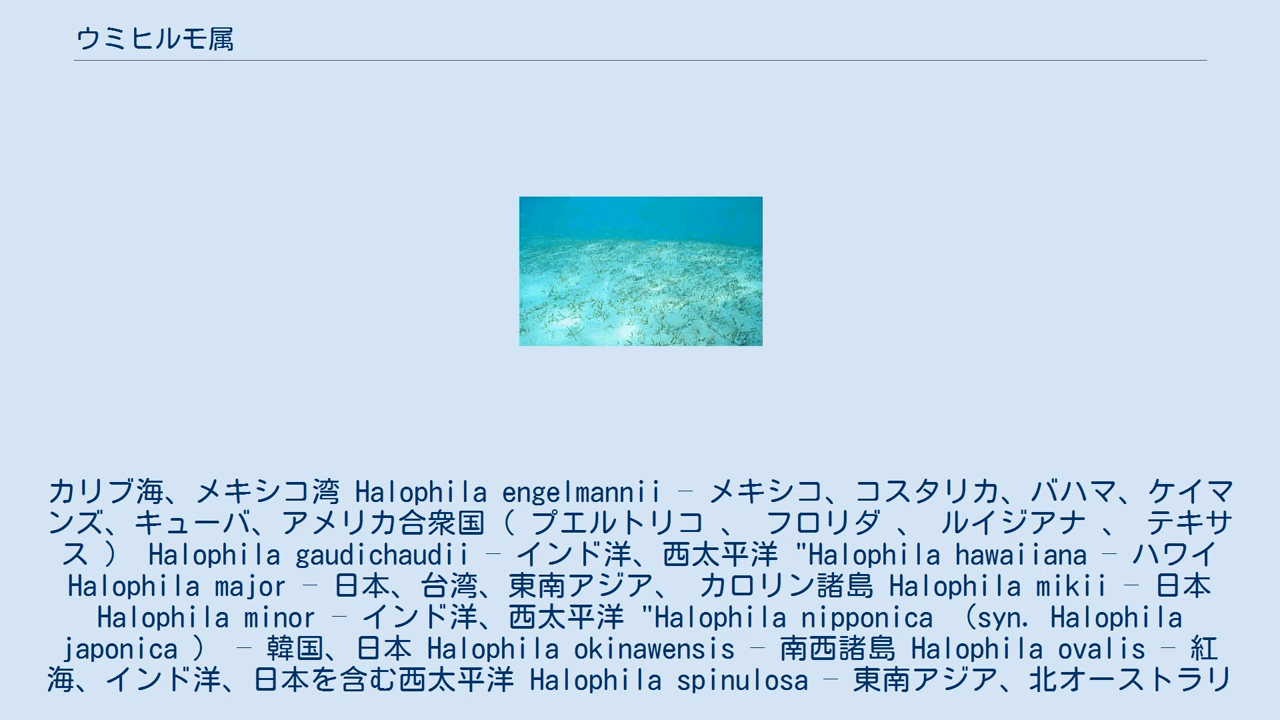 ウミヒルモ属
カリブ海、メキシコ湾 Halophila engelmannii – メキシコ、コスタリカ、バハマ、ケイマ
ンズ、キューバ、アメリカ合衆国（ プエルトリコ 、 フロリダ 、 ルイジアナ 、 テキサ
ス ） Halophila gaudichaudii – インド洋、西太平洋 "Halophila hawaiiana – ハワイ
Halophila major – 日本、台湾、東南アジア、 カロリン諸島 Halophila mikii – 日本
Halophila minor – インド洋、西太平洋 "Halophila nipponica （syn. Halophila
japonica ） – 韓国、日本 Halophila okinawensis – 南西諸島 Halophila ovalis – 紅
海、インド洋、日本を含む西太平洋 Halophila spinulosa – 東南アジア、北オーストラリ